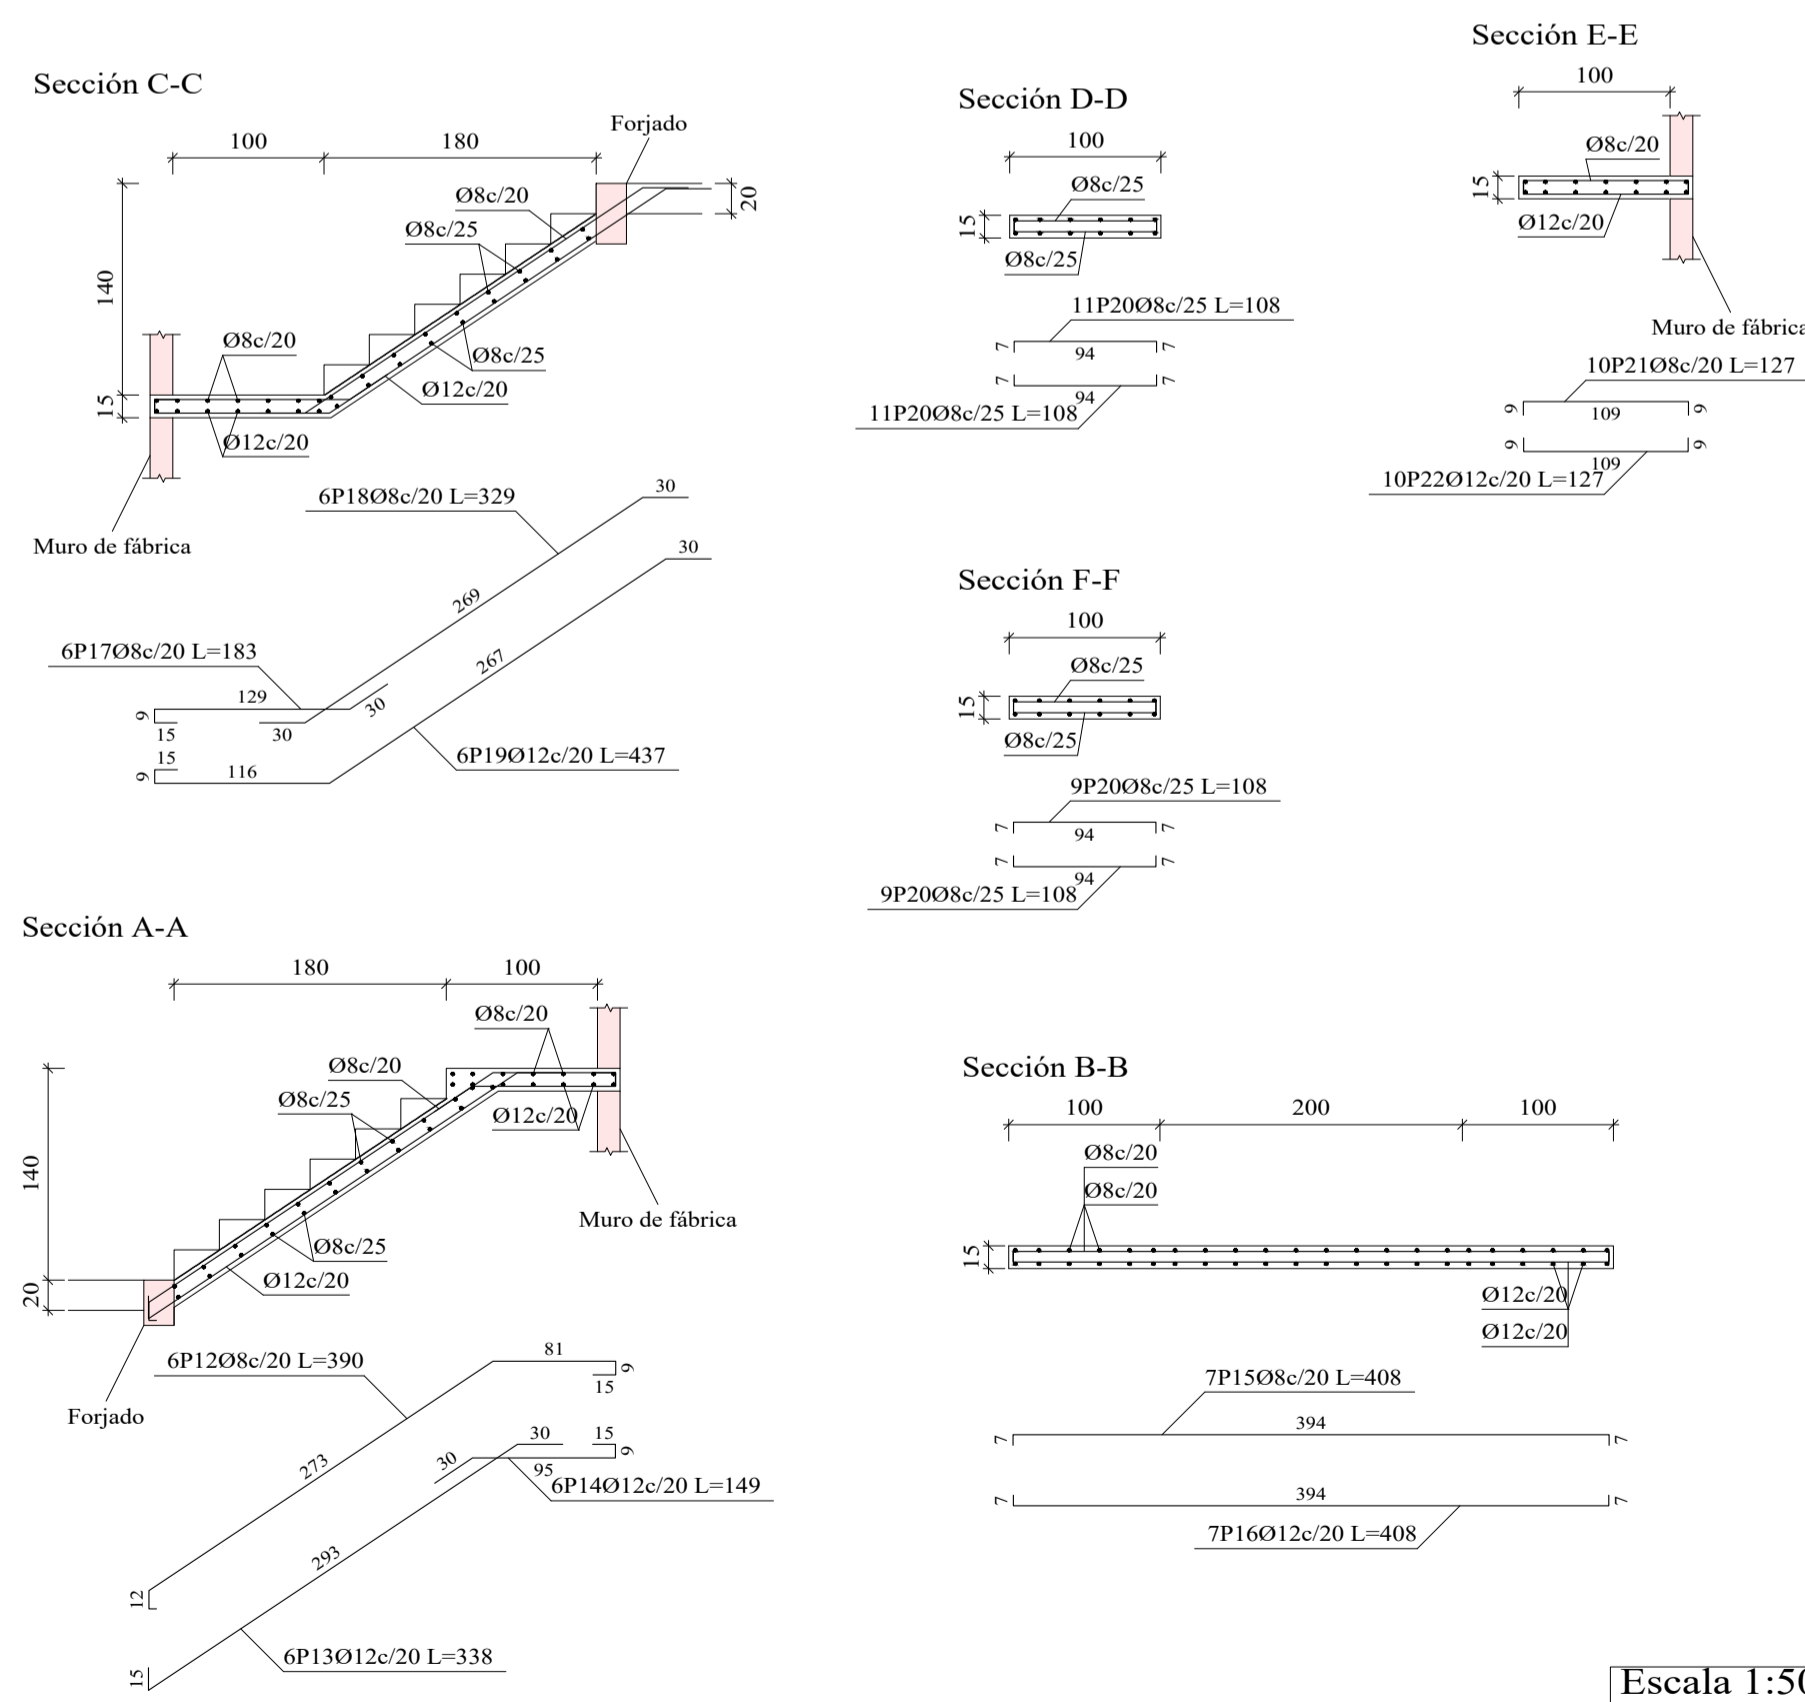 Sección C-C
100
180
Forjado
20
140
15
Ø8c/20
Ø8c/25
Ø8c/20
Ø8c/25
Ø12c/20
Ø12c/20
Muro de fábrica
6P18Ø8c/20 L=329
30
269
30
6P17Ø8c/20 L=183
267
129
30
9
15
30
15
9
116
6P19Ø12c/20 L=437
Sección D-D
100
Ø8c/25
15
Ø8c/25
11P20Ø8c/25 L=108
7
94
7
7
94
7
11P20Ø8c/25 L=108
Sección E-E
100
Ø8c/20
15
Ø12c/20
Muro de fábrica
10P21Ø8c/20 L=127
9
109
9
9
109
9
10P22Ø12c/20 L=127
Sección F-F
100
Ø8c/25
15
Ø8c/25
9P20Ø8c/25 L=108
7
94
7
7
94
7
9P20Ø8c/25 L=108
Sección A-A
180
100
Ø8c/20
Ø8c/20
Ø8c/25
Ø12c/20
140
Muro de fábrica
Ø8c/25
Ø12c/20
20
Forjado
6P12Ø8c/20 L=390
81
9
15
273
12
30
15
30
9
95
6P14Ø12c/20 L=149
293
15
6P13Ø12c/20 L=338
Sección B-B
100
200
100
Ø8c/20
Ø8c/20
15
Ø12c/20
Ø12c/20
7P15Ø8c/20 L=408
7
394
7
7
394
7
7P16Ø12c/20 L=408
Escala 1:50